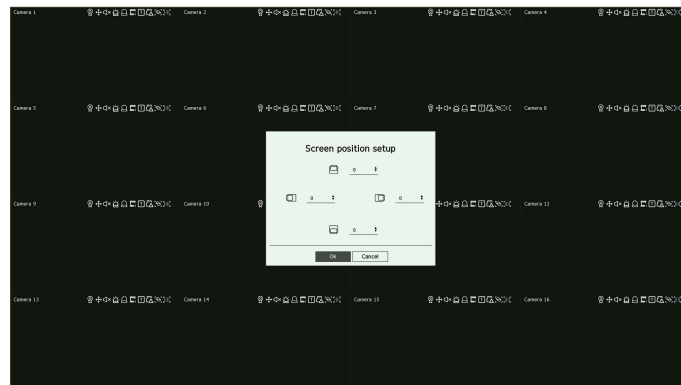 Camera 1 Camera 2 Camera 3 Camera 4
Camera 5 Camera 6 Camera 7 Camera 8
Screen position setup
0
0 0
0
Ok Cancel
Camera 9 Camera 10 Camera 12
Camera 13 Camera 14 Camera 15 Camera 16